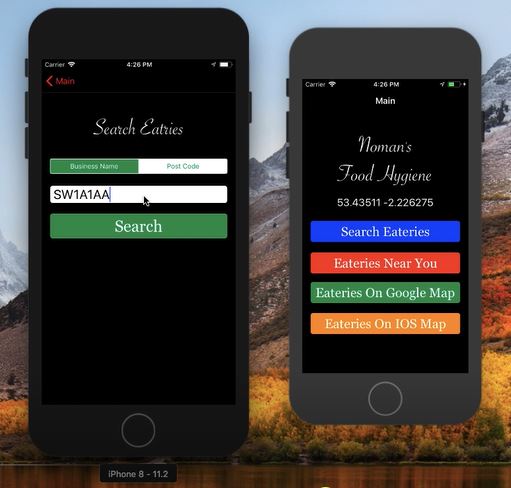 Carrier 4:26 PM
Main
Search Eatries
Business Name Post Code
SW1A1AA
Search
iPhone 8 - 11.2
Carrier 4:26 PM
Main
Noman's
Food Hygiene
53.43511 -2.226275
Search Eateries
Eateries Near You
Eateries On Google Map
Eateries On IOS Map